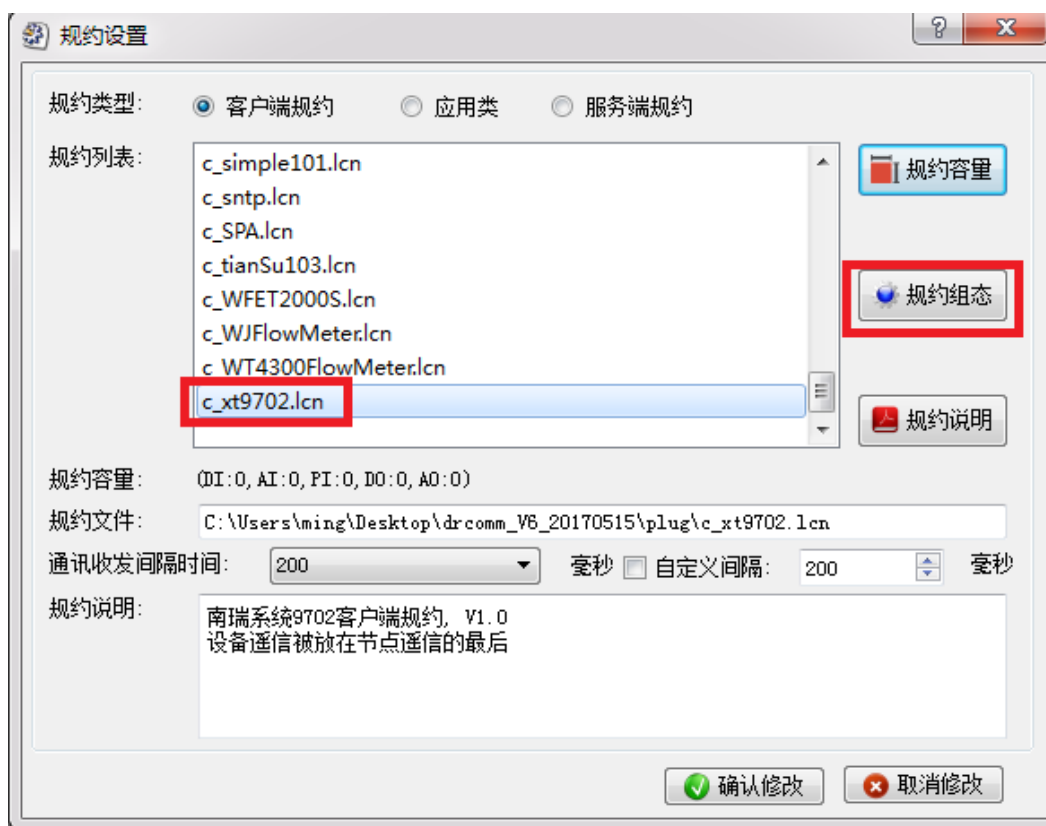 规约设置
规约类型: 客户端规约 应用类 服务端规约
规约列表:
c_simple101.lcn
c_sntp.lcn
c_SPA.lcn
c_tianSu103.lcn
c_WFET2000S.lcn
c_WJFlowMeter.lcn
c_WT4300FlowMeter.lcn
c_xt9702.lcn
规约容量
规约组态
规约说明
规约容量: (DI:0, AI:0, PI:0, DO:0, AO:0)
规约文件: C:\Users\ming\Desktop\drcomm_V6_20170515\plug\c_xt9702.lcn
通讯收发间隔时间: 200 毫秒 自定义间隔: 200 毫秒
规约说明:
南瑞系统9702客户端规约, V1.0
设备遥信被放在节点遥信的最后
确认修改 取消修改